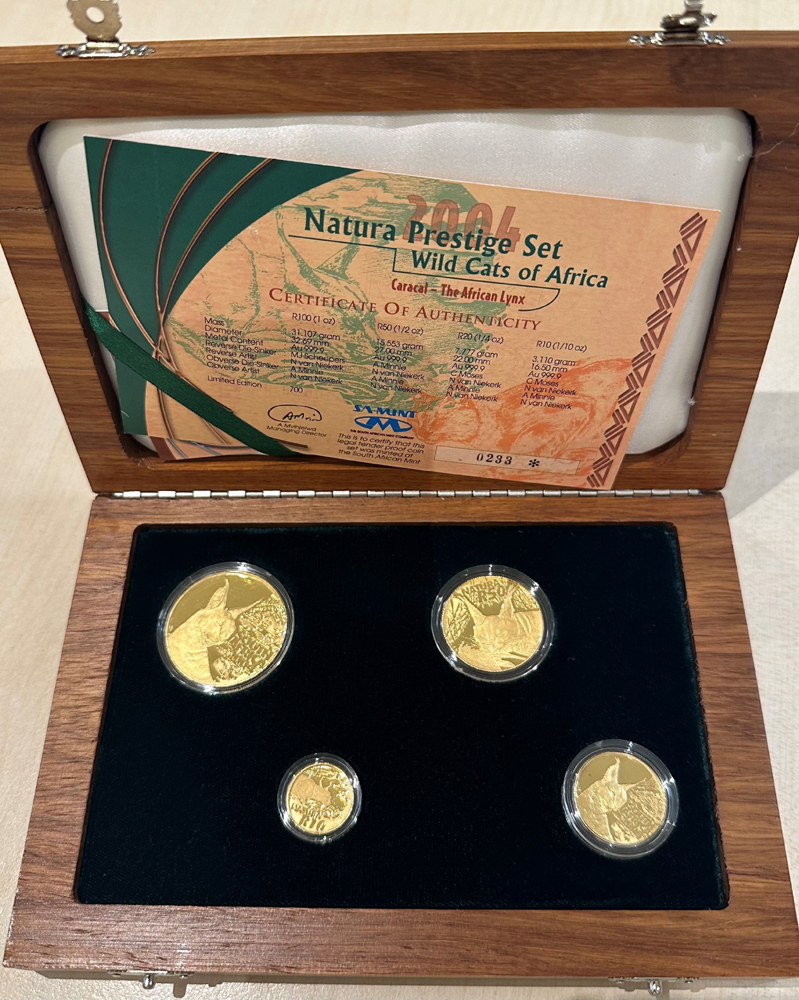 2004
Natura Prestige Set
Wild Cats of Africa
Caracal – The African Lynx
CERTIFICATE OF AUTHENTICITY
R100 (1 oz) R50 (1/2 oz) R20 (1/4 oz) R10 (1/10 oz)
Mass 31.107 gram 15.553 gram 7.777 gram 3.110 gram
Diameter 32.69 mm 27.00 mm 22.00 mm 16.50 mm
Metal Content Au 999.9 Au 999.9 Au 999.9 Au 999.9
Reverse Die-Sinker MJ Scheepers A Minnie C Moses C Moses
Reverse Artist N van Niekerk N van Niekerk N van Niekerk N van Niekerk
Obverse Die-Sinker A Minnie A Minnie A Minnie A Minnie
Obverse Artist N van Niekerk N van Niekerk N van Niekerk N van Niekerk
Limited Edition 700
A Mvinjelwa
Managing Director
SA MINT
THE SOUTH AFRICAN MINT COMPANY
This is to certify that this
legal tender proof coin
set was minted at
the South African Mint
0233 *
R50
R10